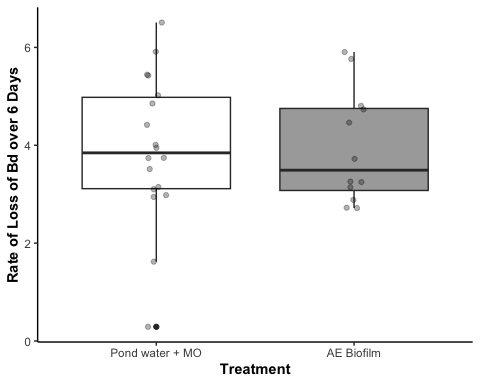 Rate of Loss of Bd over 6 Days
6
4
2
0
Pond water + MO
AE Biofilm
Treatment